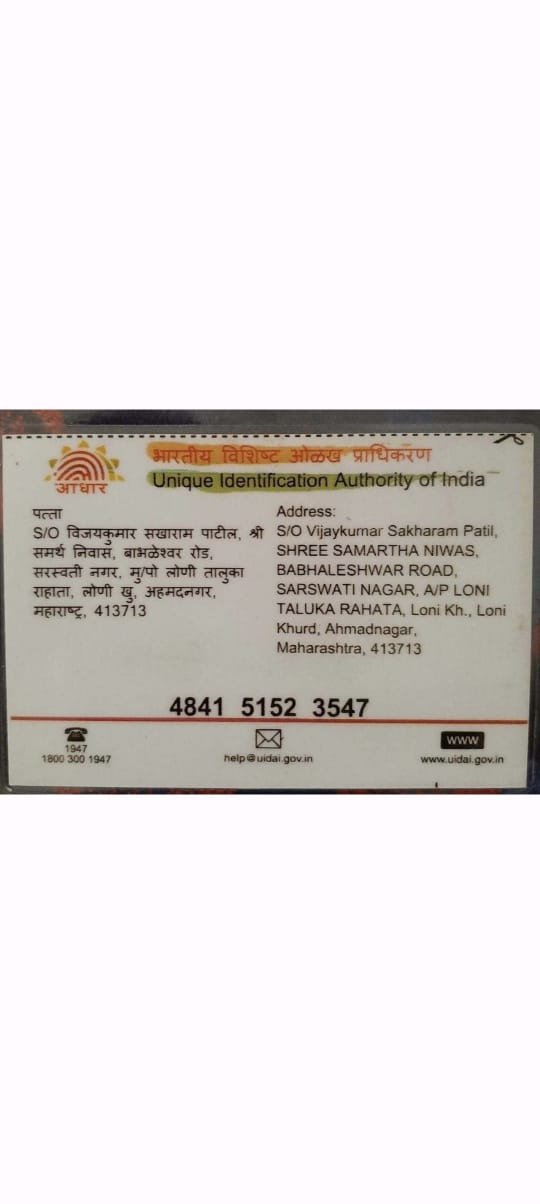 भारतीय विशिष्ट ओळख प्राधिकरण
Unique Identification Authority of India
आधार
पत्ता
S/O विजयकुमार सखाराम पाटील, श्री
समर्थ निवास, बाभळेश्वर रोड,
सरस्वती नगर, मु/पो लोणी तालुका
राहाता, लोणी खु, अहमदनगर,
महाराष्ट्र, 413713
Address:
S/O Vijaykumar Sakharam Patil,
SHREE SAMARTHA NIWAS,
BABHALESHWAR ROAD,
SARSWATI NAGAR, A/P LONI
TALUKA RAHATA, Loni Kh., Loni
Khurd, Ahmadnagar,
Maharashtra, 413713
4841 5152 3547
1947
1800 300 1947
help@uidai.gov.in
WWW
www.uidai.gov.in